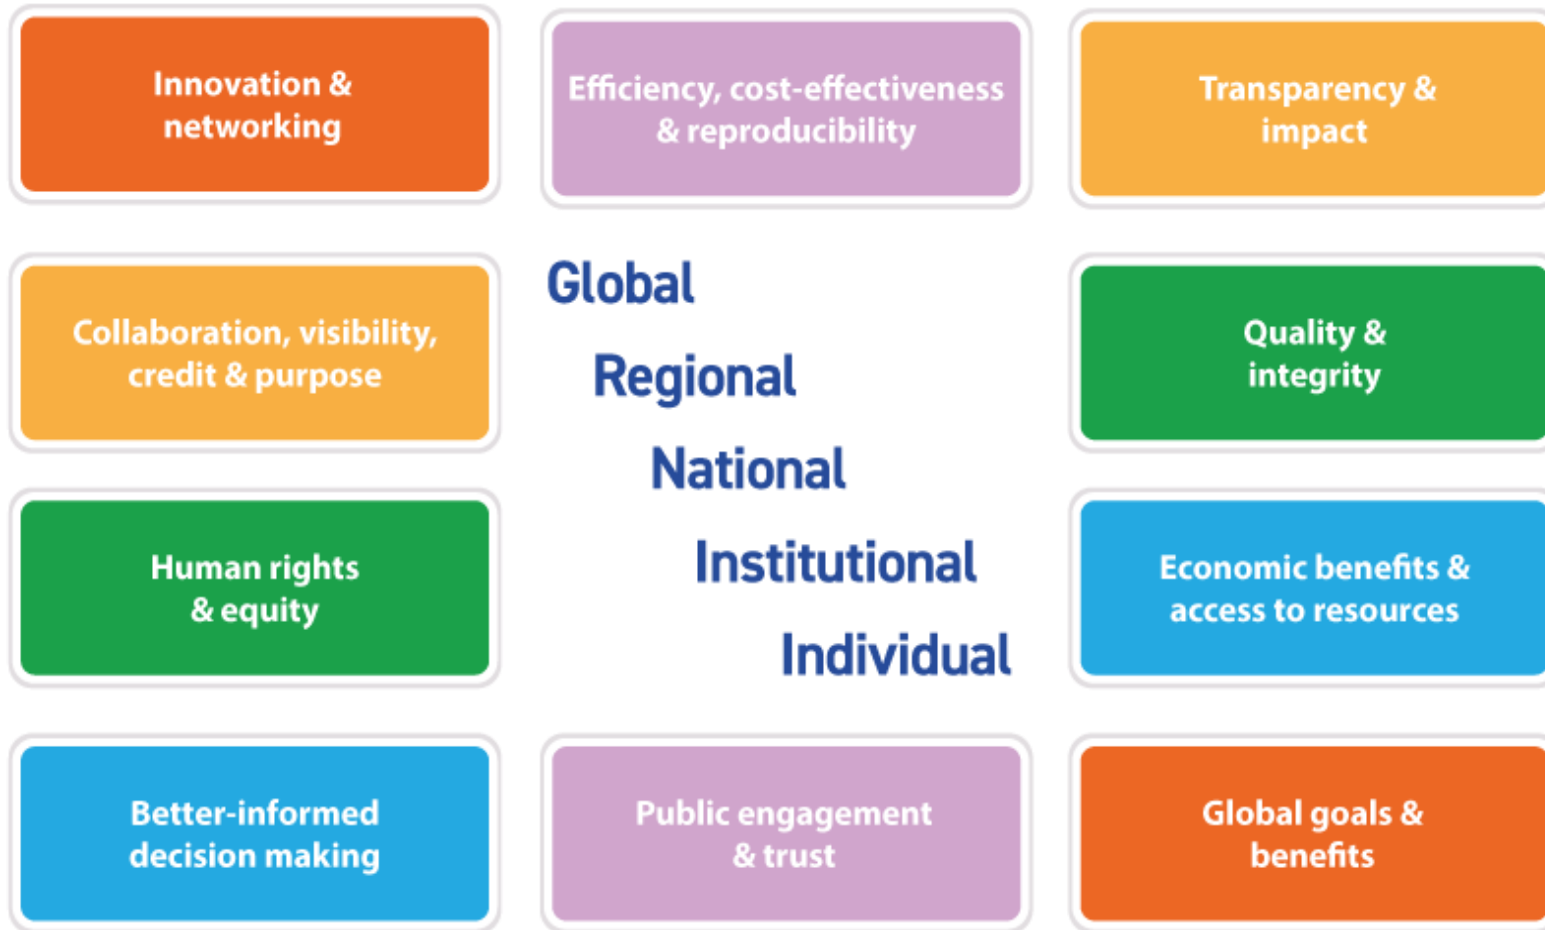 Innovation &
networking
Efficiency, cost-effectiveness
& reproducibility
Transparency &
impact
Collaboration, visibility,
credit & purpose
Global
Regional
National
Institutional
Individual
Quality &
integrity
Human rights
& equity
Economic benefits &
access to resources
Better-informed
decision making
Public engagement
& trust
Global goals &
benefits